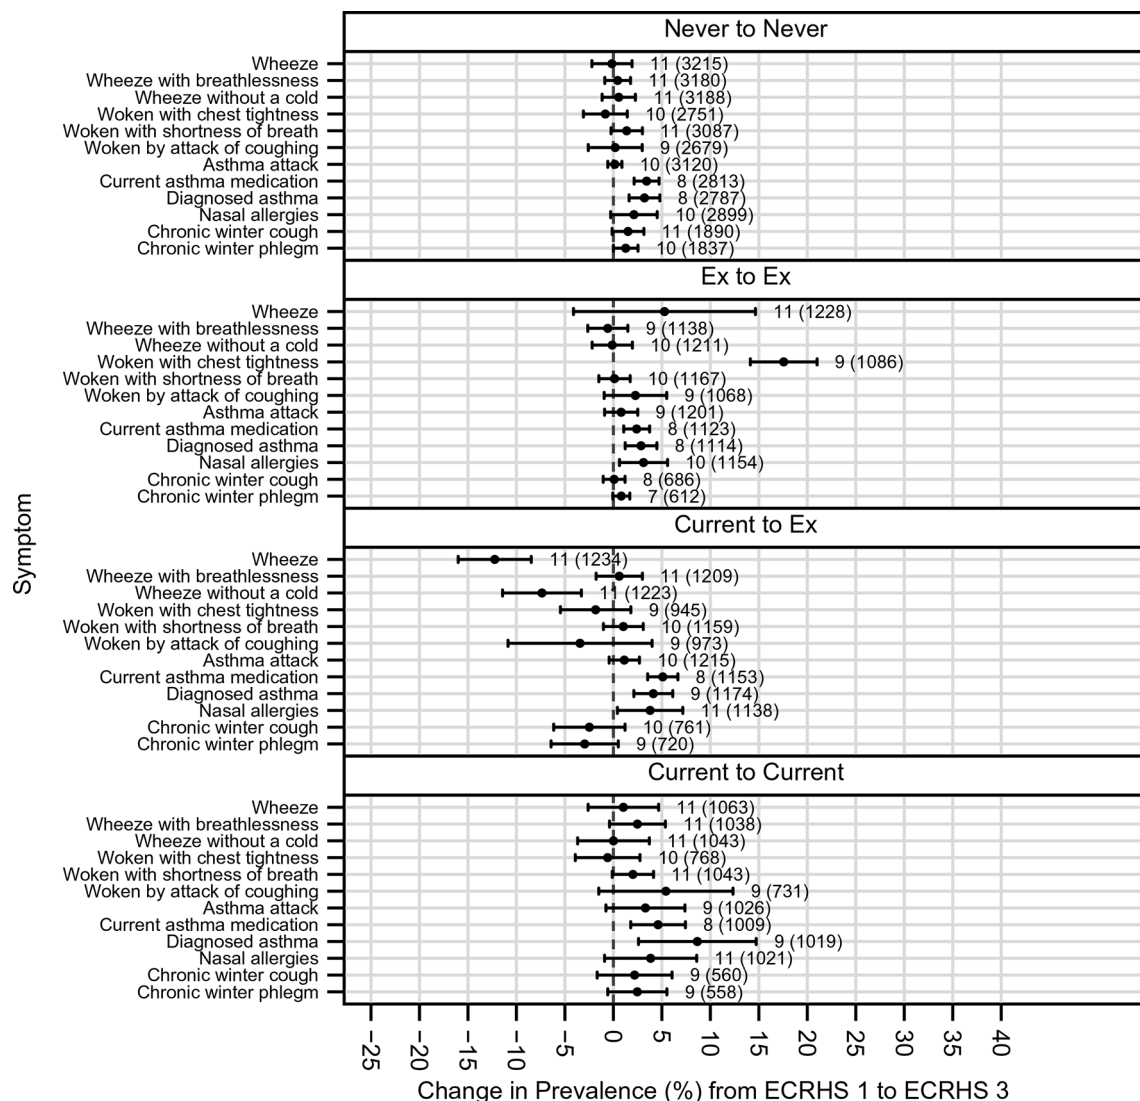 Never to Never
Wheeze 11 (3215)
Wheeze with breathlessness 11 (3180)
Wheeze without a cold 11 (3188)
Woken with chest tightness 10 (2751)
Woken with shortness of breath 11 (3087)
Woken by attack of coughing 9 (2679)
Asthma attack 10 (3120)
Current asthma medication 8 (2813)
Diagnosed asthma 8 (2787)
Nasal allergies 10 (2899)
Chronic winter cough 11 (1890)
Chronic winter phlegm 10 (1837)
Ex to Ex
Wheeze 11 (1228)
Wheeze with breathlessness 9 (1138)
Wheeze without a cold 10 (1211)
Woken with chest tightness 9 (1086)
Woken with shortness of breath 10 (1167)
Woken by attack of coughing 9 (1068)
Asthma attack 9 (1201)
Current asthma medication 8 (1123)
Diagnosed asthma 8 (1114)
Nasal allergies 10 (1154)
Chronic winter cough 8 (686)
Chronic winter phlegm 7 (612)
Symptom
Current to Ex
Wheeze 11 (1234)
Wheeze with breathlessness 11 (1209)
Wheeze without a cold 11 (1223)
Woken with chest tightness 9 (945)
Woken with shortness of breath 10 (1159)
Woken by attack of coughing 9 (973)
Asthma attack 10 (1215)
Current asthma medication 8 (1153)
Diagnosed asthma 9 (1174)
Nasal allergies 11 (1138)
Chronic winter cough 10 (761)
Chronic winter phlegm 9 (720)
Current to Current
Wheeze 11 (1063)
Wheeze with breathlessness 11 (1038)
Wheeze without a cold 11 (1043)
Woken with chest tightness 10 (768)
Woken with shortness of breath 11 (1043)
Woken by attack of coughing 9 (731)
Asthma attack 9 (1026)
Current asthma medication 8 (1009)
Diagnosed asthma 9 (1019)
Nasal allergies 11 (1021)
Chronic winter cough 9 (560)
Chronic winter phlegm 9 (558)
-25 -20 -15 -10 -5 0 5 10 15 20 25 30 35 40
Change in Prevalence (%) from ECRHS 1 to ECRHS 3